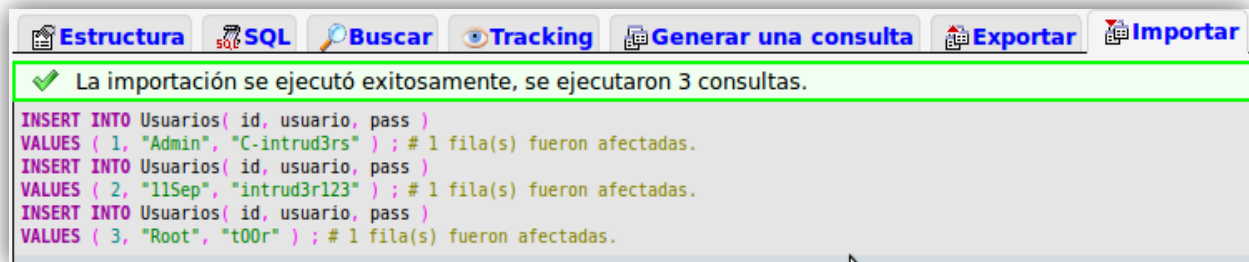 Estructura SQL Buscar Tracking Generar una consulta Exportar Importar
La importación se ejecutó exitosamente, se ejecutaron 3 consultas.
INSERT INTO Usuarios( id, usuario, pass )
VALUES ( 1, "Admin", "C-intrud3rs" ) ; # 1 fila(s) fueron afectadas.
INSERT INTO Usuarios( id, usuario, pass )
VALUES ( 2, "11Sep", "intrud3r123" ) ; # 1 fila(s) fueron afectadas.
INSERT INTO Usuarios( id, usuario, pass )
VALUES ( 3, "Root", "tO0r" ) ; # 1 fila(s) fueron afectadas.